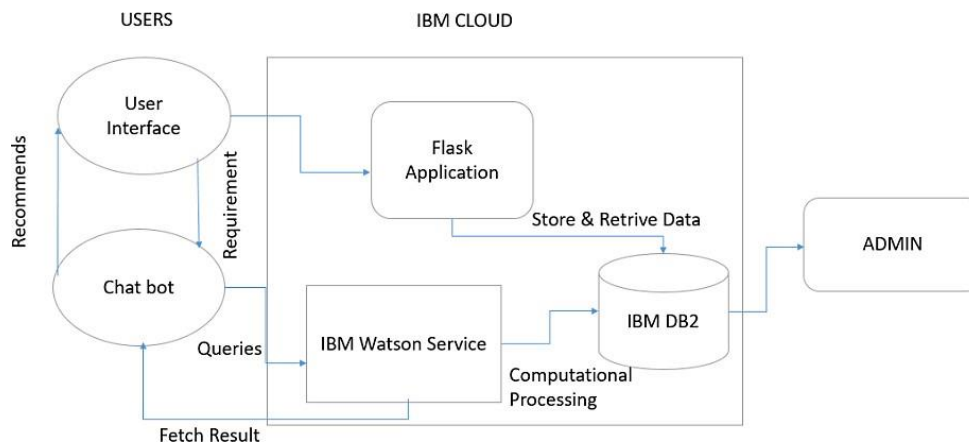 USERS
IBM CLOUD
User
Interface
Flask
Application
Recommends
Requirement
Store & Retrive Data
ADMIN
Chat bot
IBM DB2
IBM Watson Service
Queries
Computational
Processing
Fetch Result